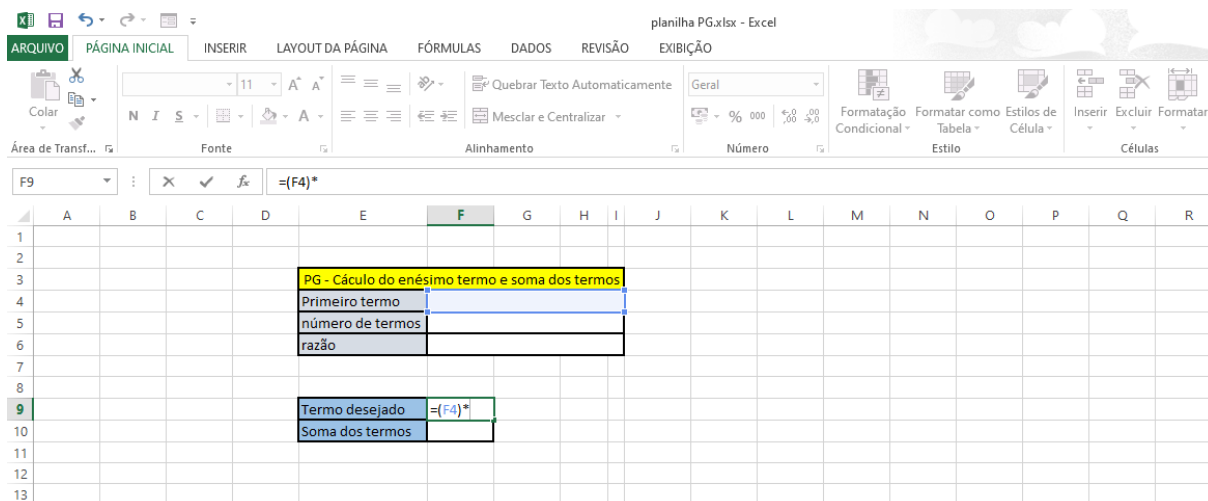 planilha PG.xlsx - Excel
ARQUIVO PÁGINA INICIAL INSERIR LAYOUT DA PÁGINA FÓRMULAS DADOS REVISÃO EXIBIÇÃO
11 A A Quebrar Texto Automaticamente Geral
Colar N I S A Mesclar e Centralizar % 000 Formatação Condicional Formatar como Tabela Estilos de Célula Inserir Excluir Formatar
Área de Transf... Fonte Alinhamento Número Estilo Células
F9 fx =(F4)*
A B C D E F G H I J K L M N O P Q R
1
2
3 PG - Cáculo do enésimo termo e soma dos termos
4 Primeiro termo
5 número de termos
6 razão
7
8
9 Termo desejado =(F4)*
10 Soma dos termos
11
12
13